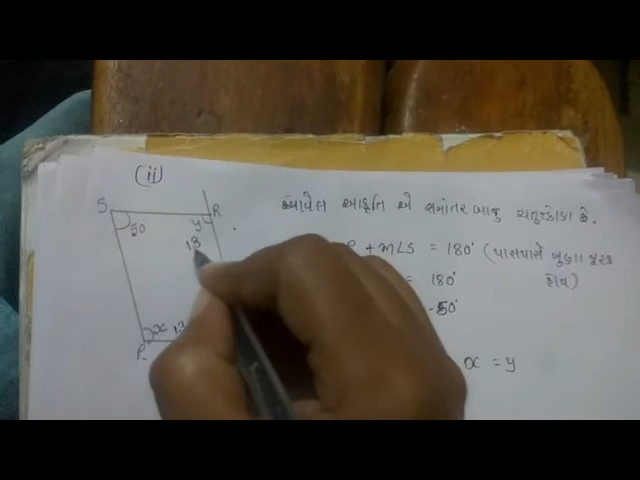 (ii)
આપેલ આકૃતિ એ સમાંતર બાજુ ચતુષ્કોણ છે.
S
R
50
y
13
+ m∠S = 180° (પાસપાસેના ખૂણા પૂરક
= 180° હોય)
- 50°
x = y
x 13
P